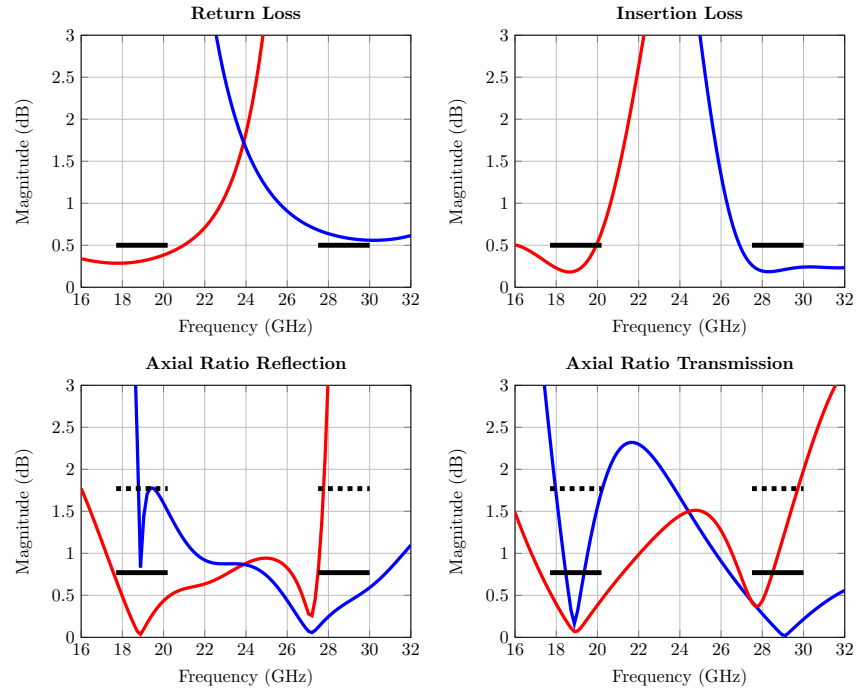 Return Loss
3
2.5
2
1.5
1
0.5
0
16 18 20 22 24 26 28 30 32
Magnitude (dB)
Frequency (GHz)
Insertion Loss
3
2.5
2
1.5
1
0.5
0
16 18 20 22 24 26 28 30 32
Magnitude (dB)
Frequency (GHz)
Axial Ratio Reflection
3
2.5
2
1.5
1
0.5
0
16 18 20 22 24 26 28 30 32
Magnitude (dB)
Frequency (GHz)
Axial Ratio Transmission
3
2.5
2
1.5
1
0.5
0
16 18 20 22 24 26 28 30 32
Magnitude (dB)
Frequency (GHz)